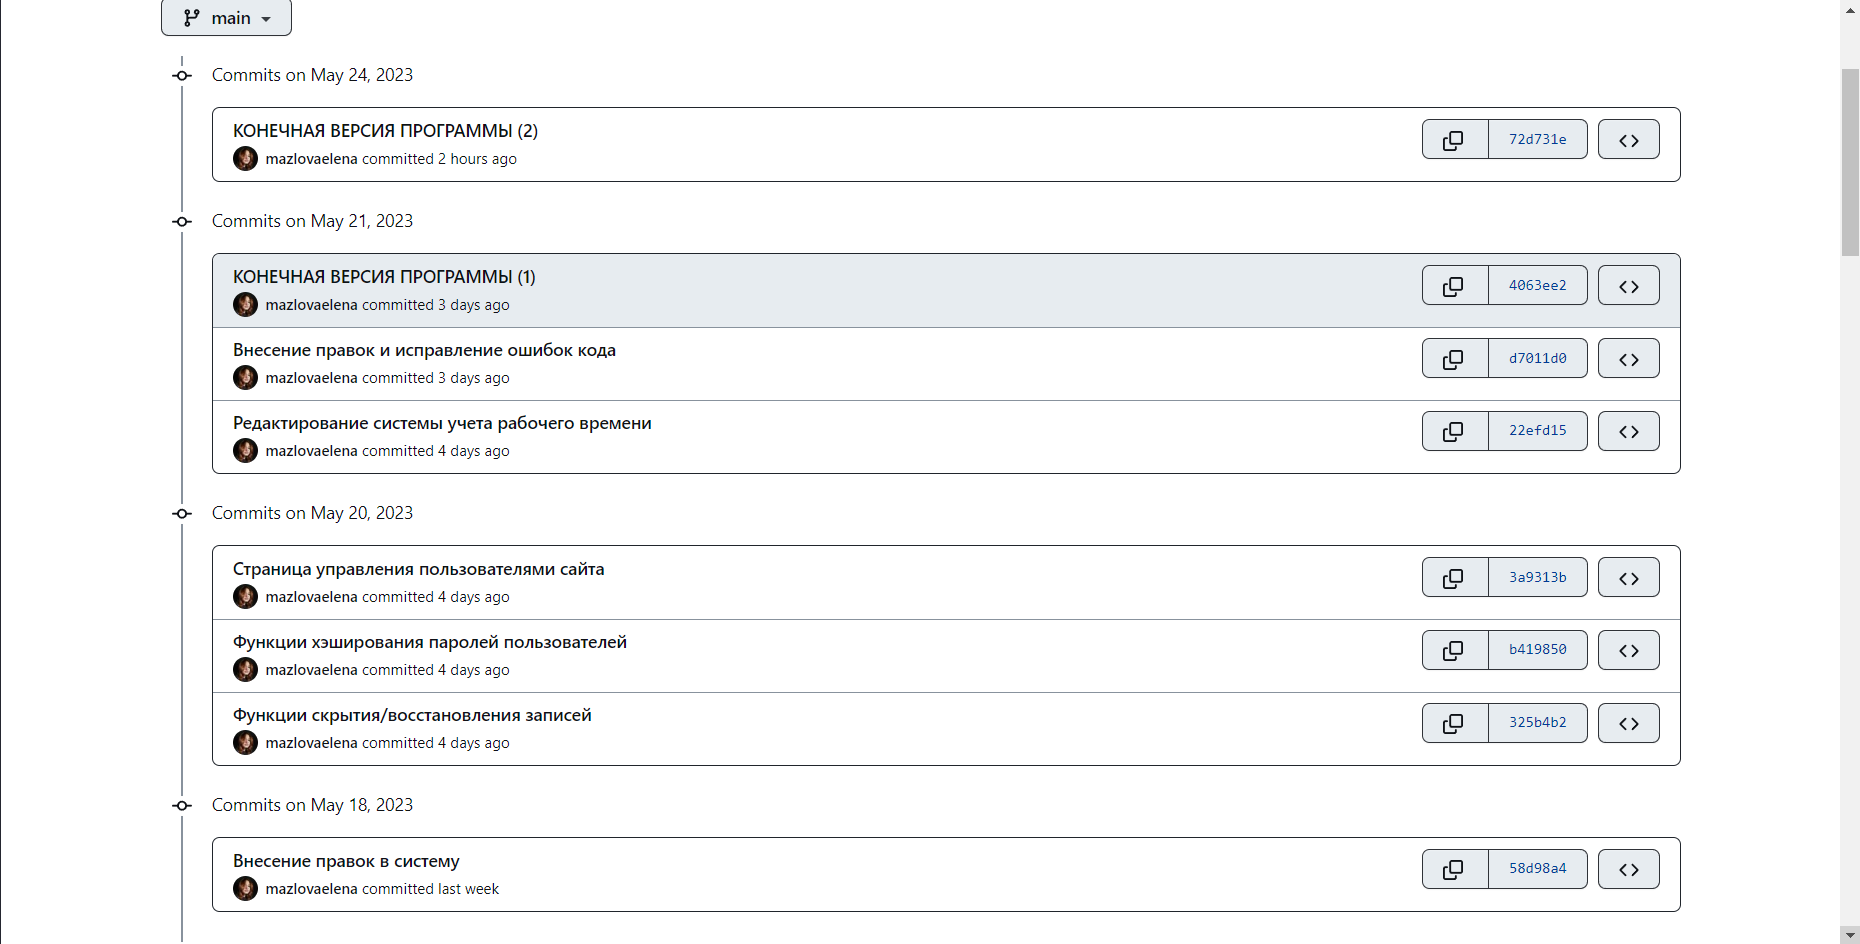 main
Commits on May 24, 2023
КОНЕЧНАЯ ВЕРСИЯ ПРОГРАММЫ (2)
72d731e
mazlovaelena committed 2 hours ago
Commits on May 21, 2023
КОНЕЧНАЯ ВЕРСИЯ ПРОГРАММЫ (1)
4063ee2
mazlovaelena committed 3 days ago
Внесение правок и исправление ошибок кода
d7011d0
mazlovaelena committed 3 days ago
Редактирование системы учета рабочего времени
22efd15
mazlovaelena committed 4 days ago
Commits on May 20, 2023
Страница управления пользователями сайта
3a9313b
mazlovaelena committed 4 days ago
Функции хэширования паролей пользователей
b419850
mazlovaelena committed 4 days ago
Функции скрытия/восстановления записей
325b4b2
mazlovaelena committed 4 days ago
Commits on May 18, 2023
Внесение правок в систему
58d98a4
mazlovaelena committed last week